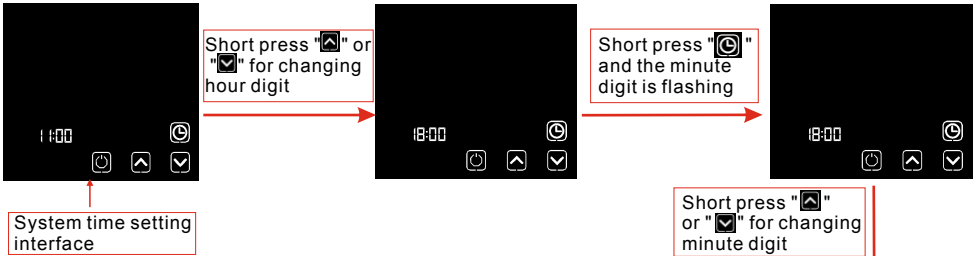 Short press " " or
" " for changing
hour digit
Short press " "
and the minute
digit is flashing
11:00
18:00
18:00
System time setting
interface
Short press " "
or " " for changing
minute digit